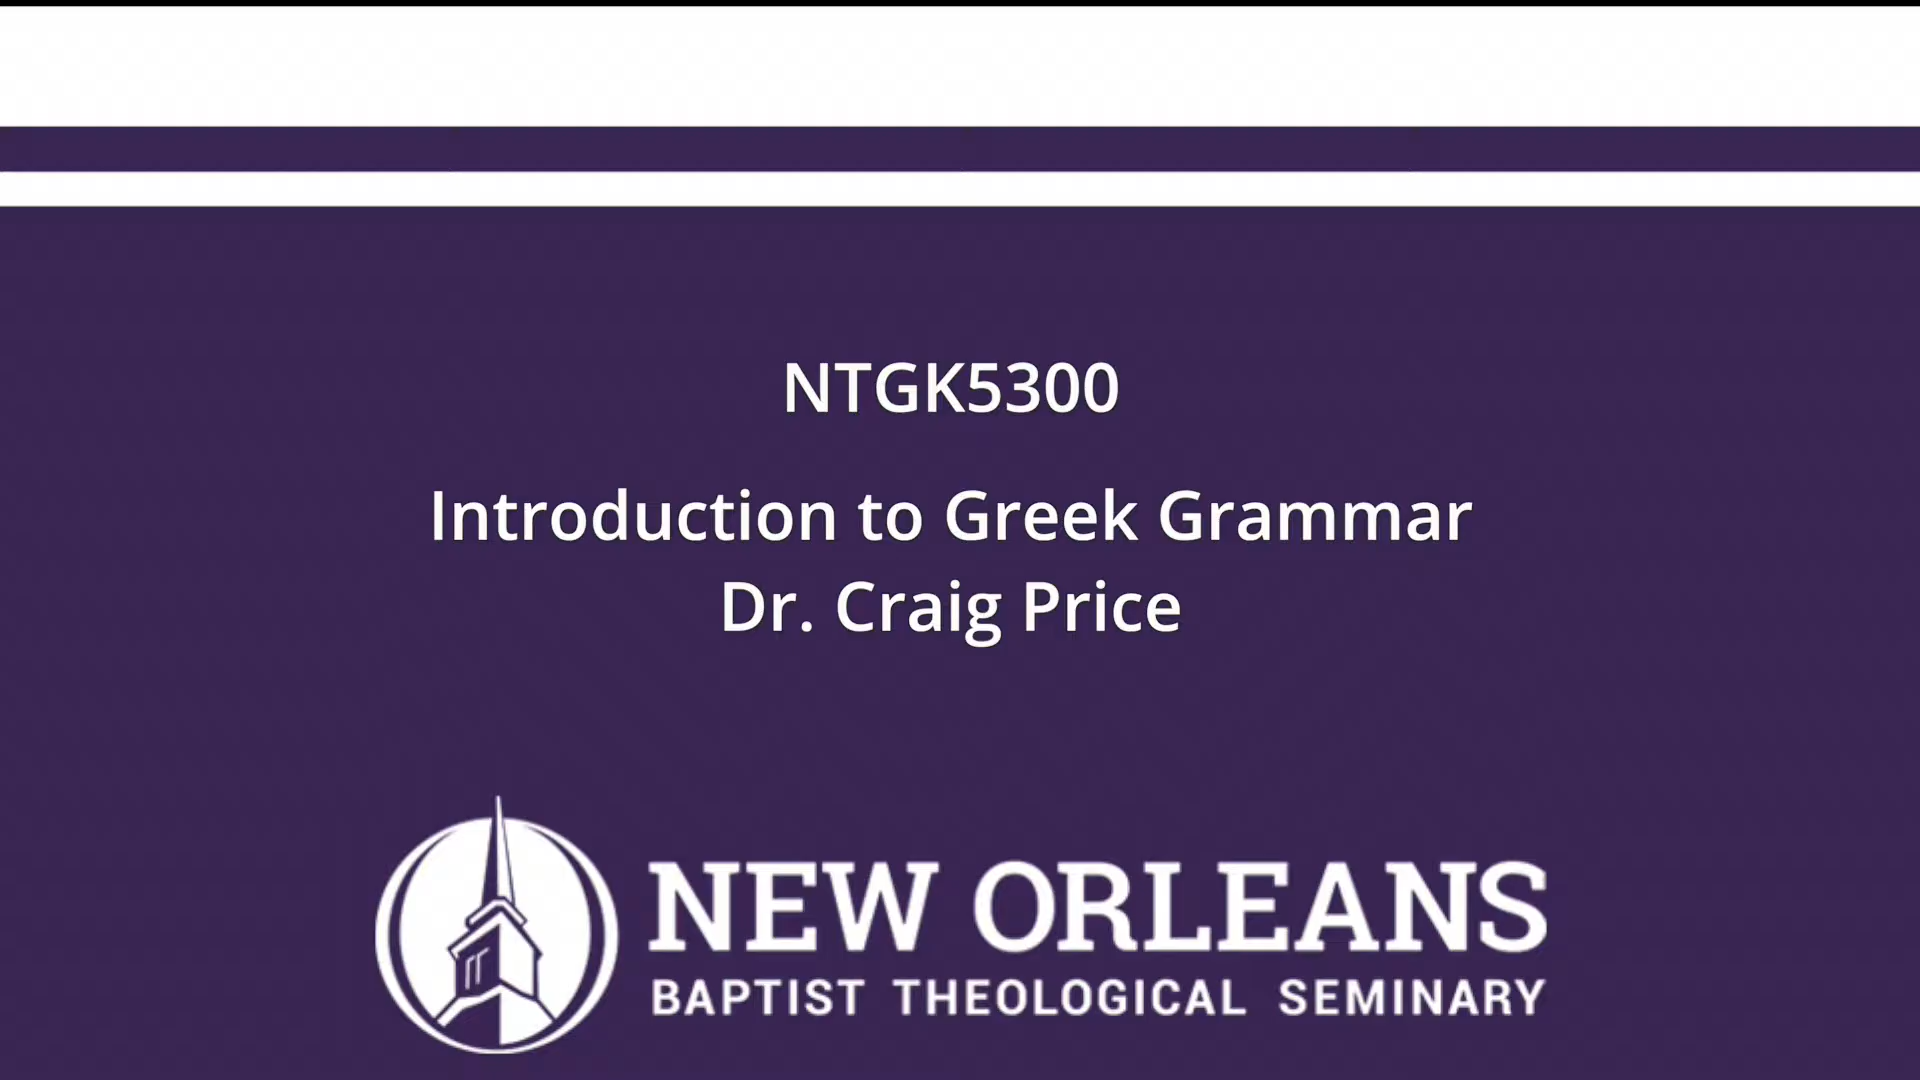 NTGK5300
Introduction to Greek Grammar
Dr. Craig Price
NEW ORLEANS
BAPTIST THEOLOGICAL SEMINARY